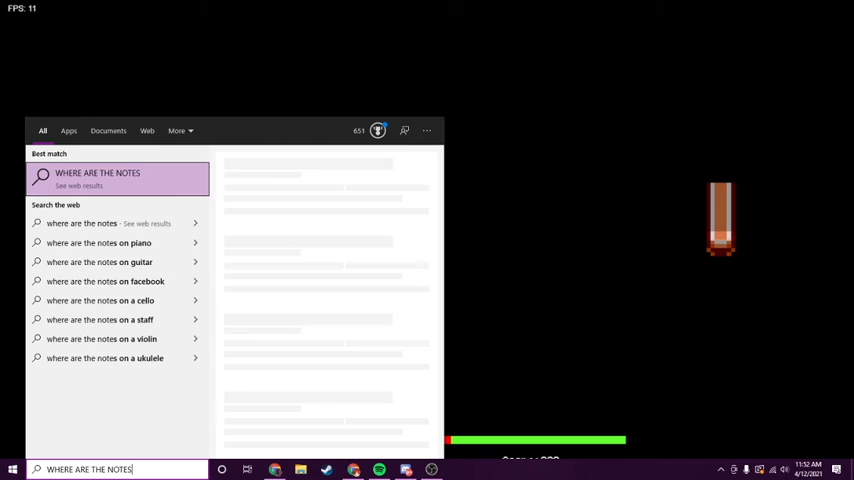 FPS: 11
All Apps Documents Web More 651 ...
Best match
WHERE ARE THE NOTES
See web results
Search the web
where are the notes - See web results
where are the notes on piano
where are the notes on guitar
where are the notes on facebook
where are the notes on a cello
where are the notes on a staff
where are the notes on a violin
where are the notes on a ukulele
WHERE ARE THE NOTES
11:52 AM
4/12/2021